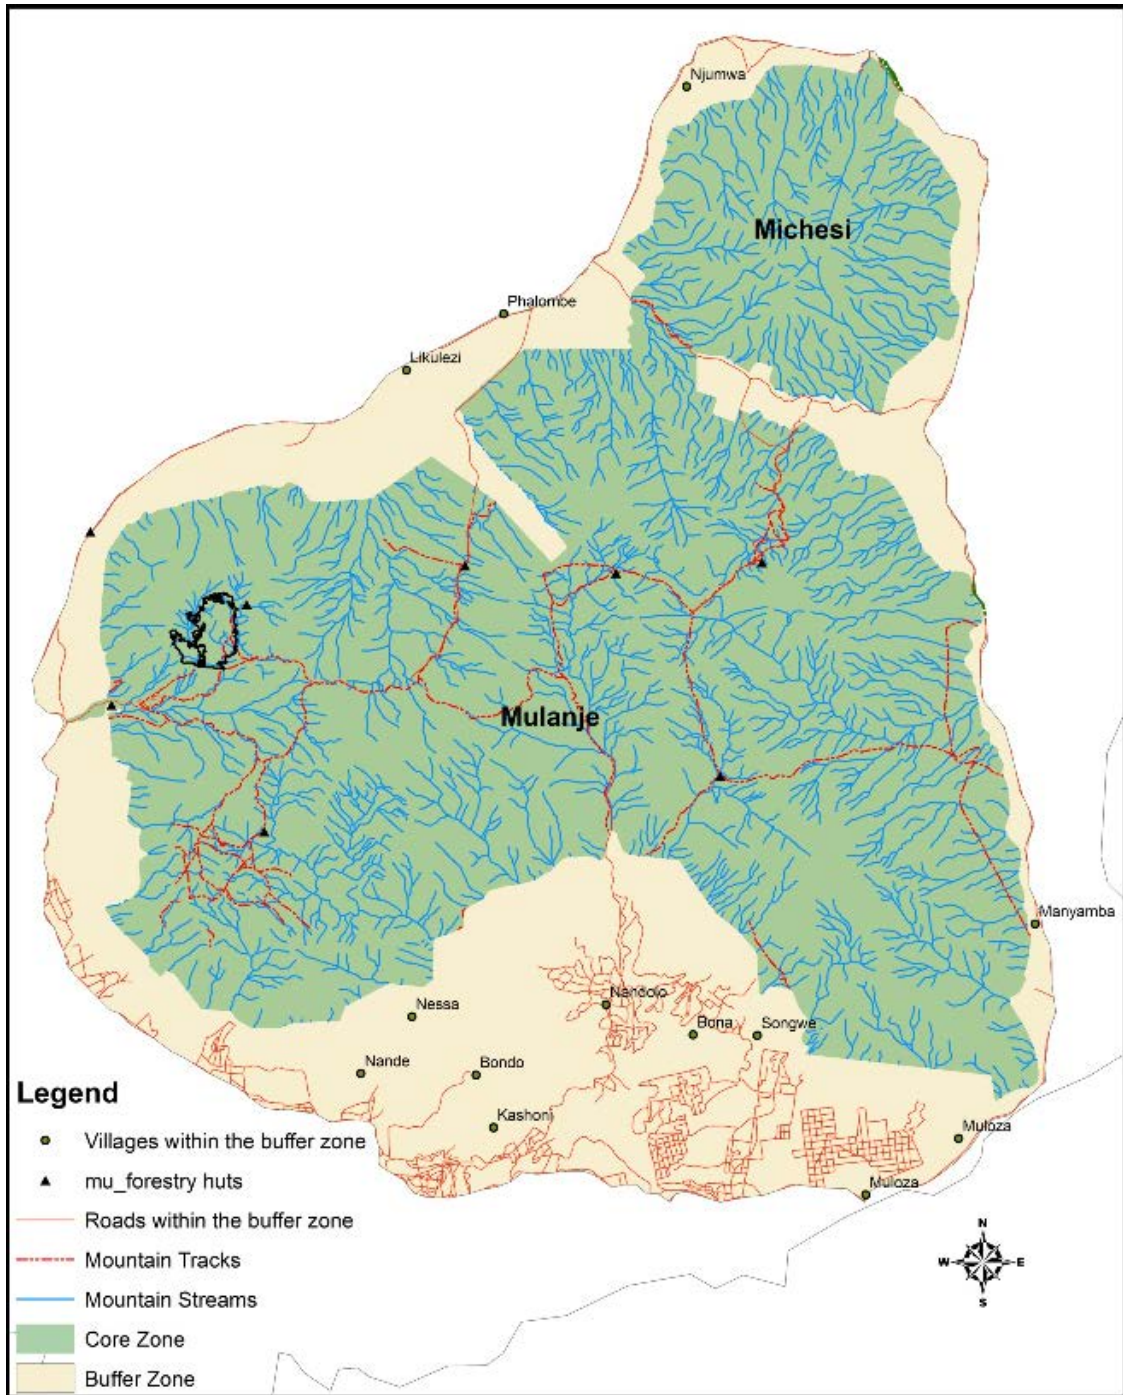 Njumwa
Michesi
Phalombe
Likulezi
Mulanje
Manyamba
Nessa
Nandolo
Bona
Songwe
Nande
Bondo
Kashoni
Muloza
Muloza
Legend
Villages within the buffer zone
mu_forestry huts
Roads within the buffer zone
Mountain Tracks
Mountain Streams
Core Zone
Buffer Zone
N
W
E
S